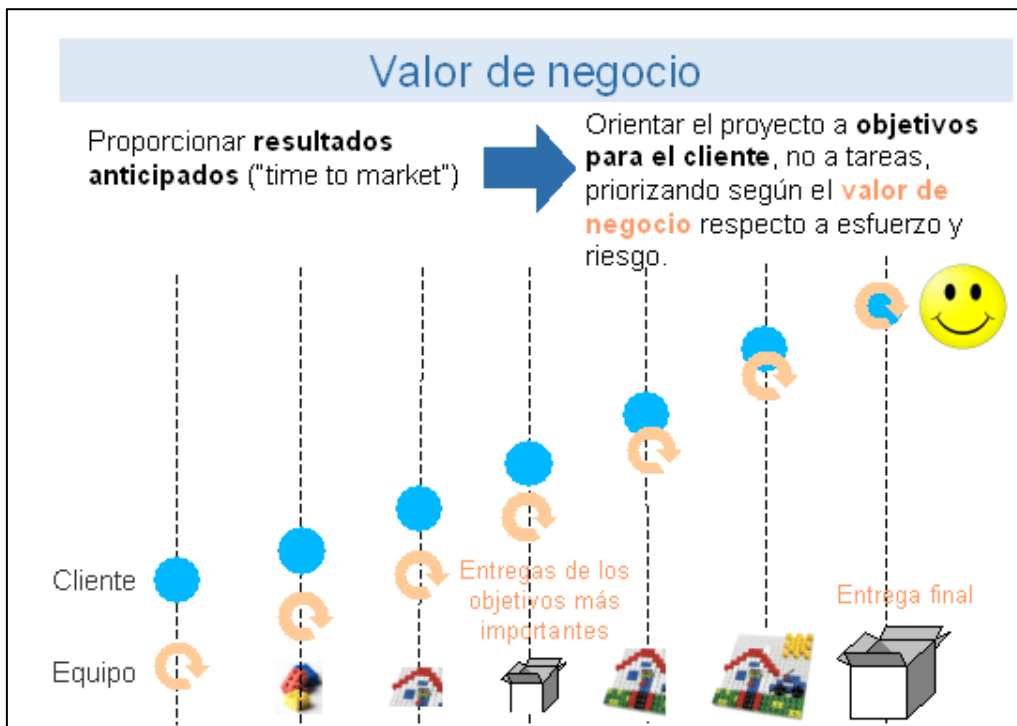 Valor de negocio
Proporcionar resultados
anticipados ("time to market")
Orientar el proyecto a objetivos
para el cliente, no a tareas,
priorizando según el valor de
negocio respecto a esfuerzo y
riesgo.
Cliente
Equipo
Entregas de los
objetivos más
importantes
Entrega final